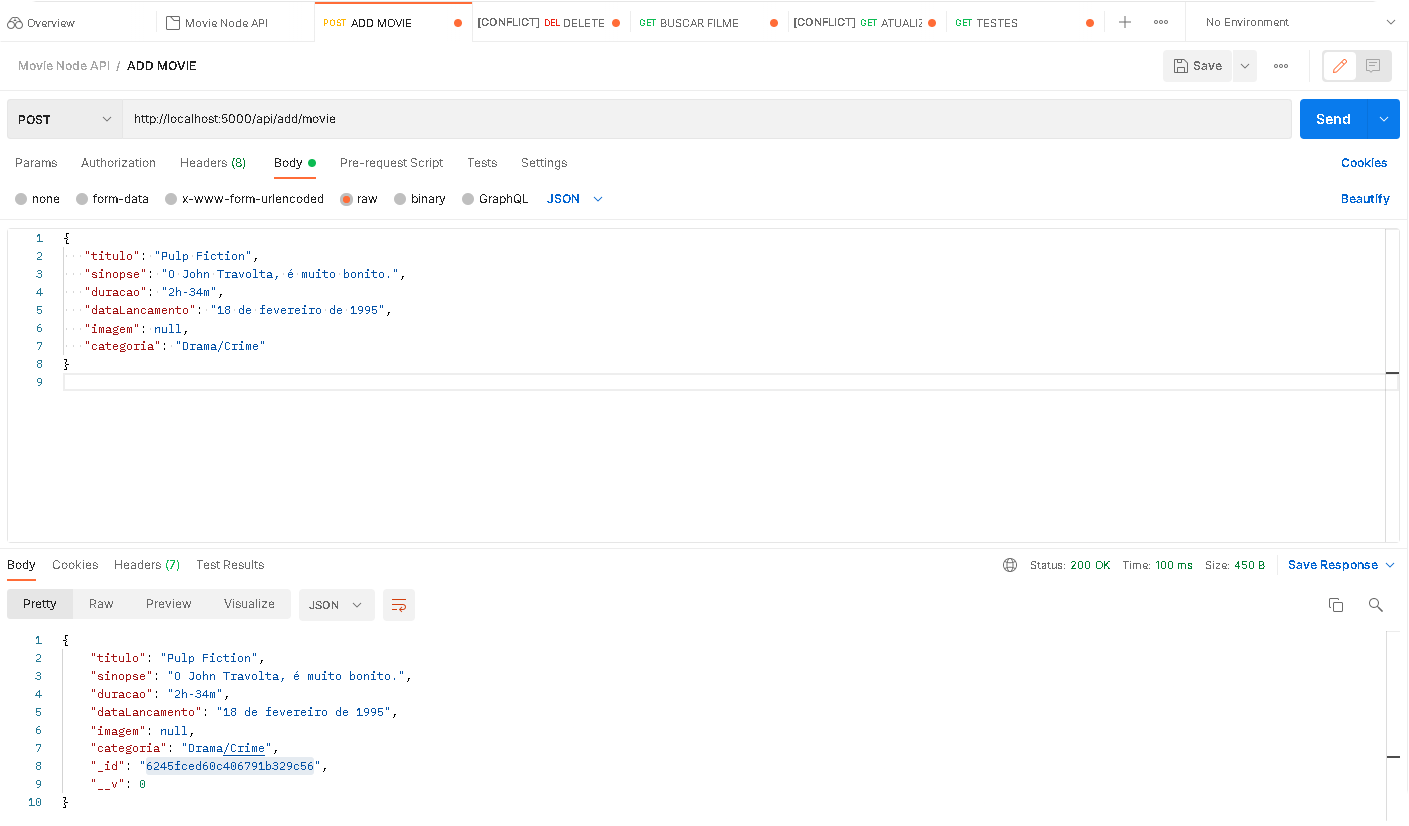 Overview Movie Node API POST ADD MOVIE [CONFLICT] DEL DELETE GET BUSCAR FILME [CONFLICT] GET ATUALIZ GET TESTES No Environment
Movie Node API / ADD MOVIE Save
POST http://localhost:5000/api/add/movie Send
Params Authorization Headers (8) Body Pre-request Script Tests Settings Cookies
none form-data x-www-form-urlencoded raw binary GraphQL JSON Beautify
1 {
2 "titulo": "Pulp Fiction",
3 "sinopse": "O John Travolta, é muito bonito.",
4 "duracao": "2h-34m",
5 "dataLancamento": "18 de fevereiro de 1995",
6 "imagem": null,
7 "categoria": "Drama/Crime"
8 }
9
Body Cookies Headers (7) Test Results Status: 200 OK Time: 100 ms Size: 450 B Save Response
Pretty Raw Preview Visualize JSON
1 {
2 "titulo": "Pulp Fiction",
3 "sinopse": "O John Travolta, é muito bonito.",
4 "duracao": "2h-34m",
5 "dataLancamento": "18 de fevereiro de 1995",
6 "imagem": null,
7 "categoria": "Drama/Crime",
8 "_id": "6245fced60c406791b329c56",
9 "__v": 0
10 }